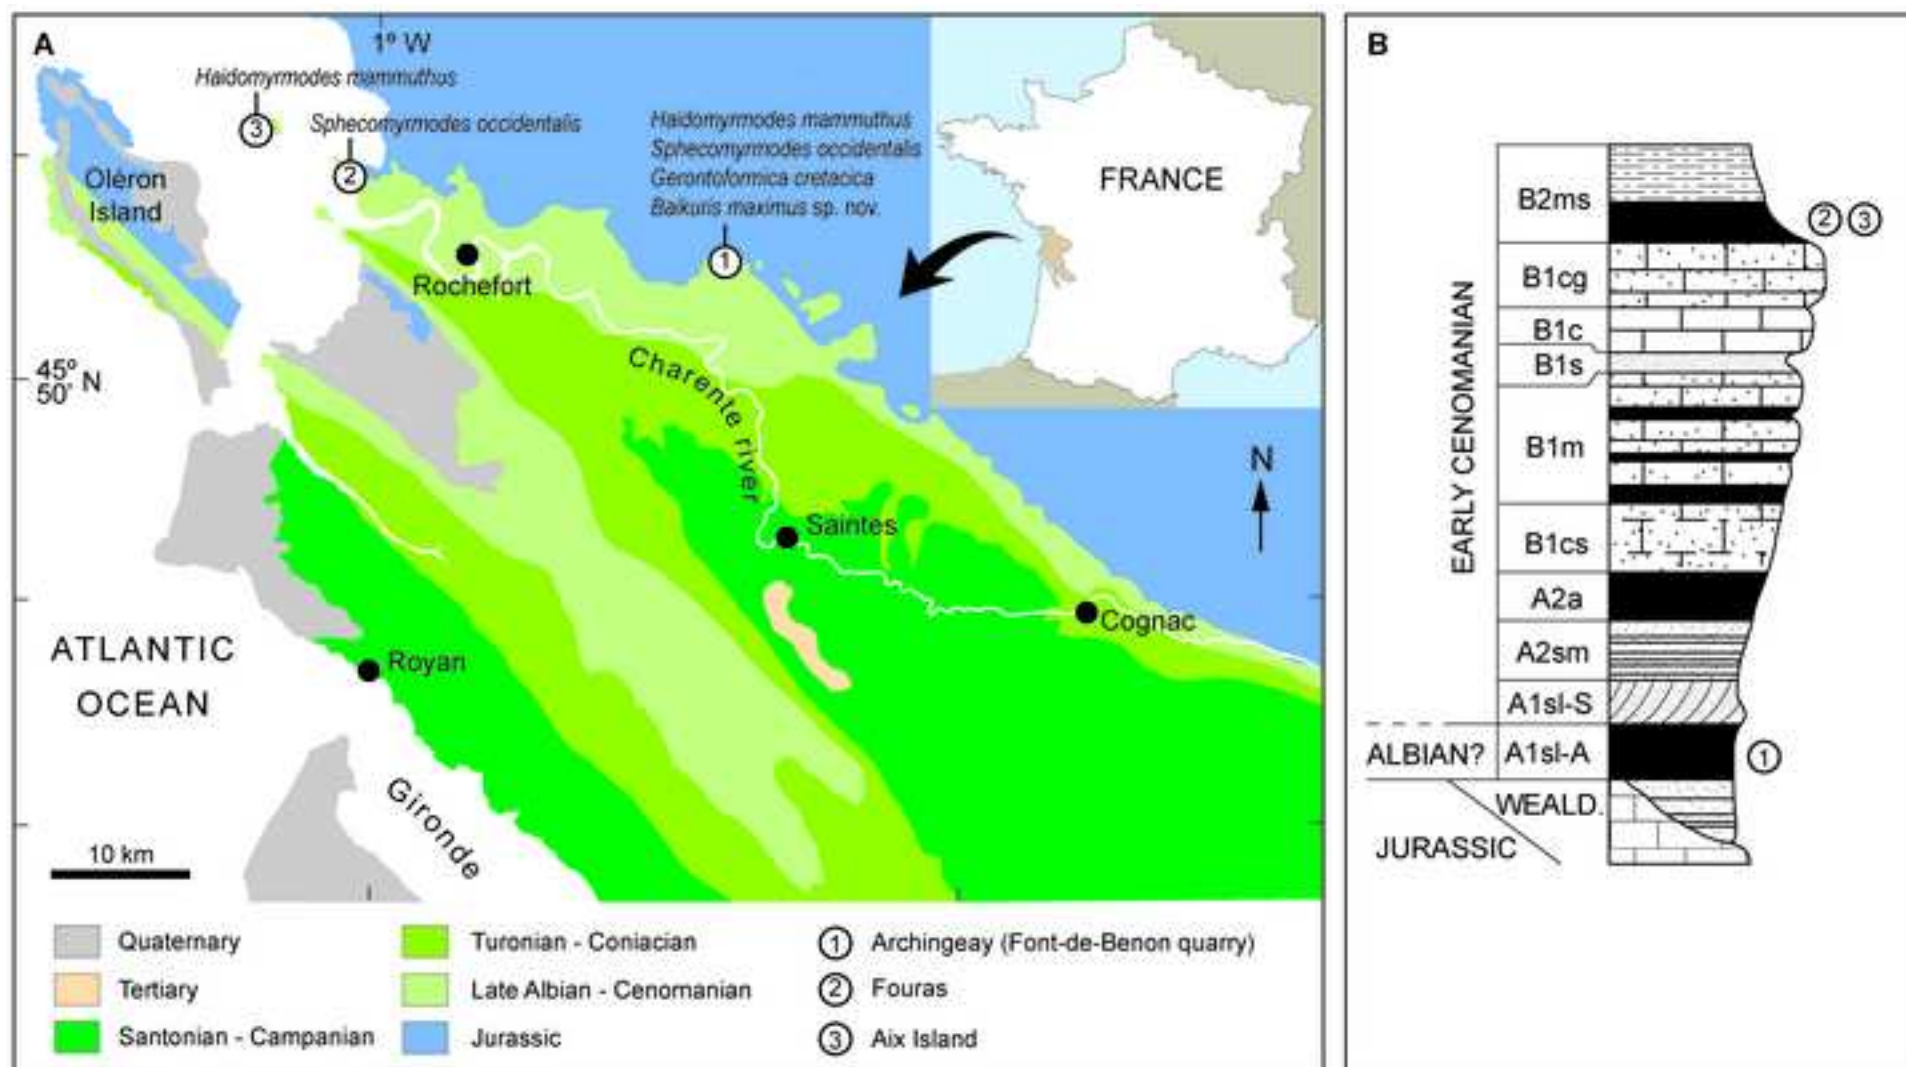 A
1º W
Haidomyrmodes mammuthus
3
Sphecomyrmodes occidentalis
2
Haidomyrmodes mammuthus
Sphecomyrmodes occidentalis
Gerontoformica cretacica
Baikuris maximus sp. nov.
1
FRANCE
Oléron
Island
Rochefort
45º
50' N
Charente river
N
Saintes
Cognac
ATLANTIC
OCEAN
Royan
Gironde
10 km
Quaternary
Tertiary
Santonian - Campanian
Turonian - Coniacian
Late Albian - Cenomanian
Jurassic
1 Archingeay (Font-de-Benon quarry)
2 Fouras
3 Aix Island
B
EARLY CENOMANIAN
B2ms
2 3
B1cg
B1c
B1s
B1m
B1cs
A2a
A2sm
A1sl-S
ALBIAN? A1sl-A 1
WEALD.
JURASSIC